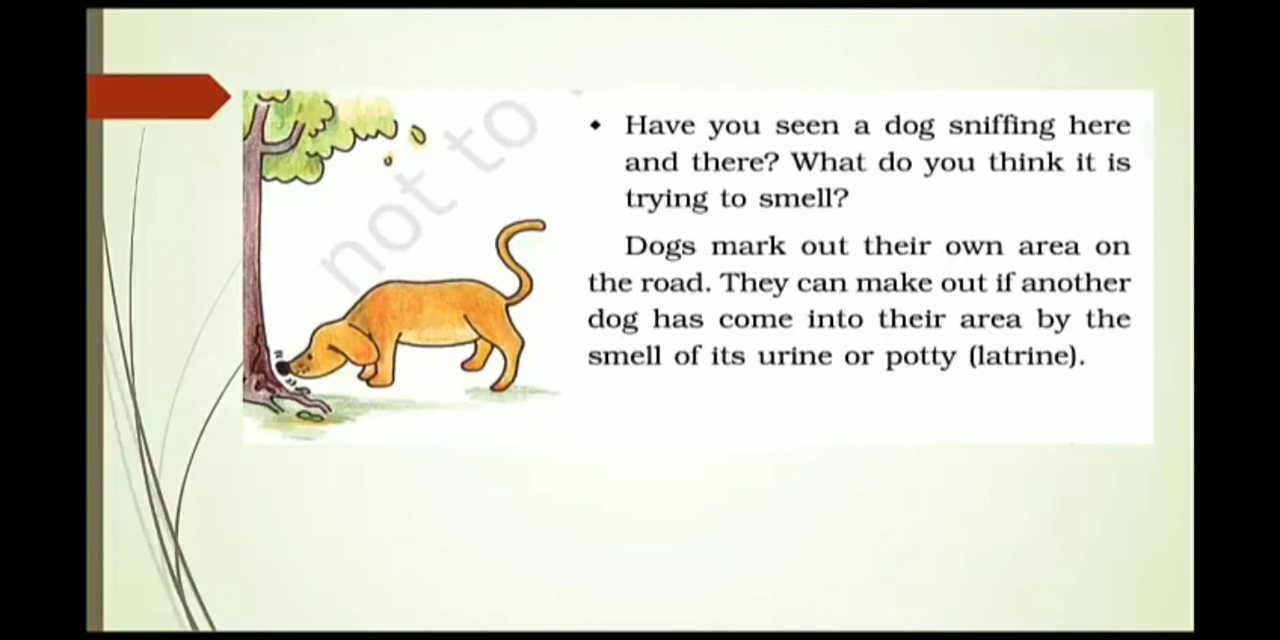 not to
• Have you seen a dog sniffing here
and there? What do you think it is
trying to smell?
Dogs mark out their own area on
the road. They can make out if another
dog has come into their area by the
smell of its urine or potty (latrine).